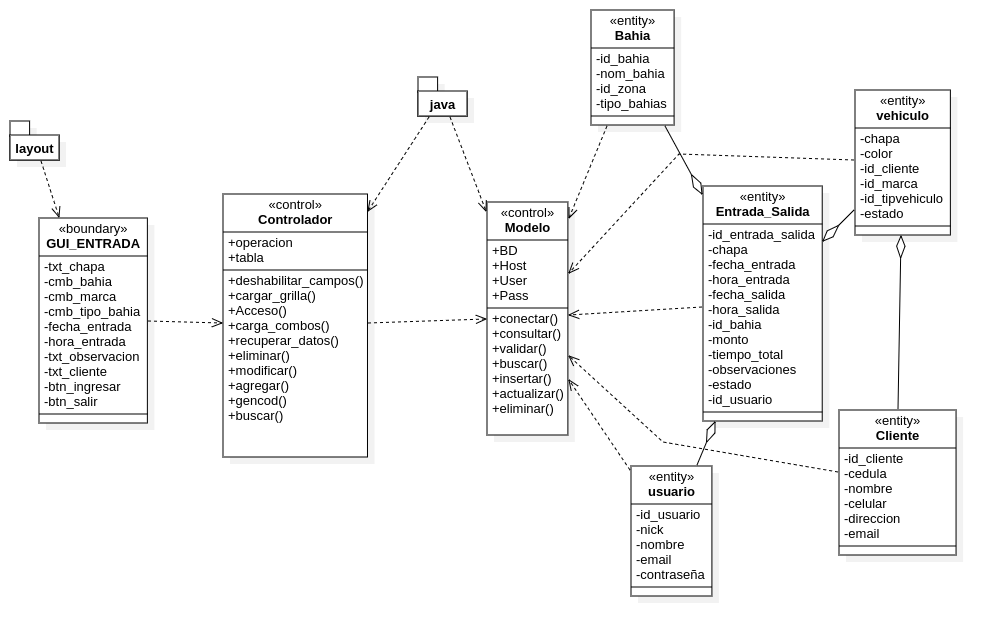 layout
«boundary»
GUI_ENTRADA
-txt_chapa
-cmb_bahia
-cmb_marca
-cmb_tipo_bahia
-fecha_entrada
-hora_entrada
-txt_observacion
-txt_cliente
-btn_ingresar
-btn_salir
java
«control»
Controlador
+operacion
+tabla
+deshabilitar_campos()
+cargar_grilla()
+Acceso()
+carga_combos()
+recuperar_datos()
+eliminar()
+modificar()
+agregar()
+gencod()
+buscar()
«control»
Modelo
+BD
+Host
+User
+Pass
+conectar()
+consultar()
+validar()
+buscar()
+insertar()
+actualizar()
+eliminar()
«entity»
Bahia
-id_bahia
-nom_bahia
-id_zona
-tipo_bahias
«entity»
Entrada_Salida
-id_entrada_salida
-chapa
-fecha_entrada
-hora_entrada
-fecha_salida
-hora_salida
-id_bahia
-monto
-tiempo_total
-observaciones
-estado
-id_usuario
«entity»
usuario
-id_usuario
-nick
-nombre
-email
-contraseña
«entity»
vehiculo
-chapa
-color
-id_cliente
-id_marca
-id_tipvehiculo
-estado
«entity»
Cliente
-id_cliente
-cedula
-nombre
-celular
-direccion
-email